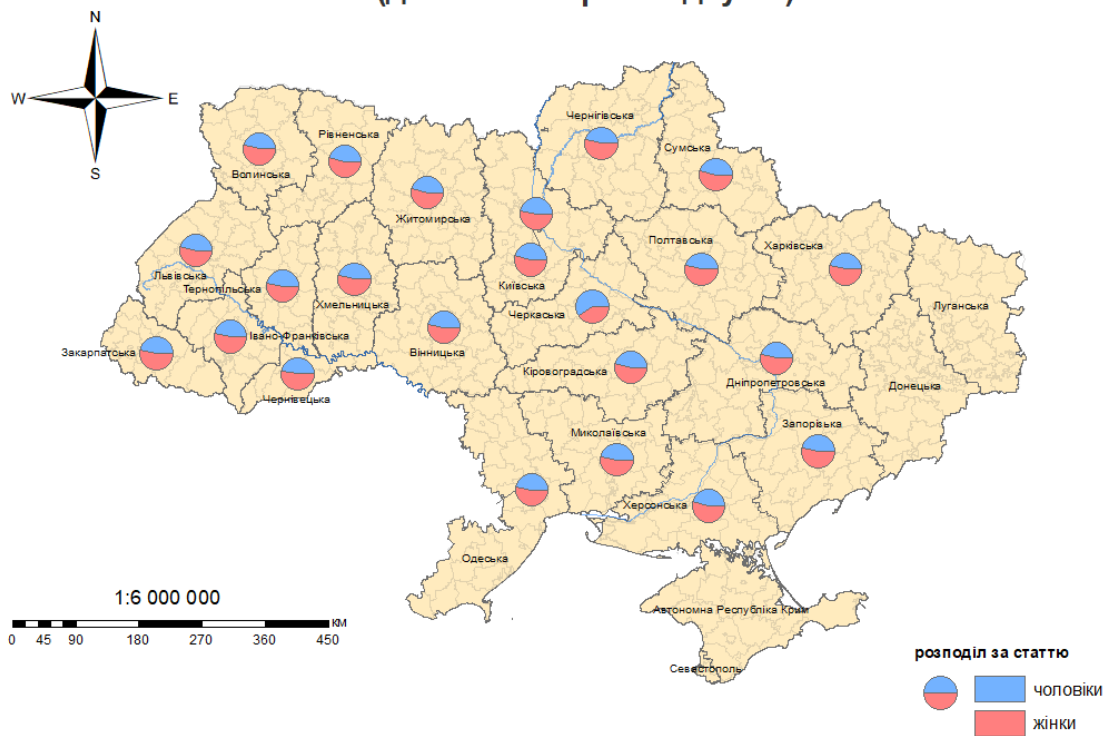 N
W
E
S
Чернігівська
Рівненська
Сумська
Волинська
Житомирська
Полтавська
Харківська
Львівська
Тернопільська
Київська
Хмельницька
Луганська
Черкаська
Івано-Франківська
Закарпатська
Вінницька
Кіровоградська
Дніпропетровська
Донецька
Чернівецька
Запорізька
Миколаївська
Херсонська
Одеська
1:6 000 000
Автономна Республіка Крим
км
0 45 90 180 270 360 450
розподіл за статтю
Севастополь
чоловіки
жінки